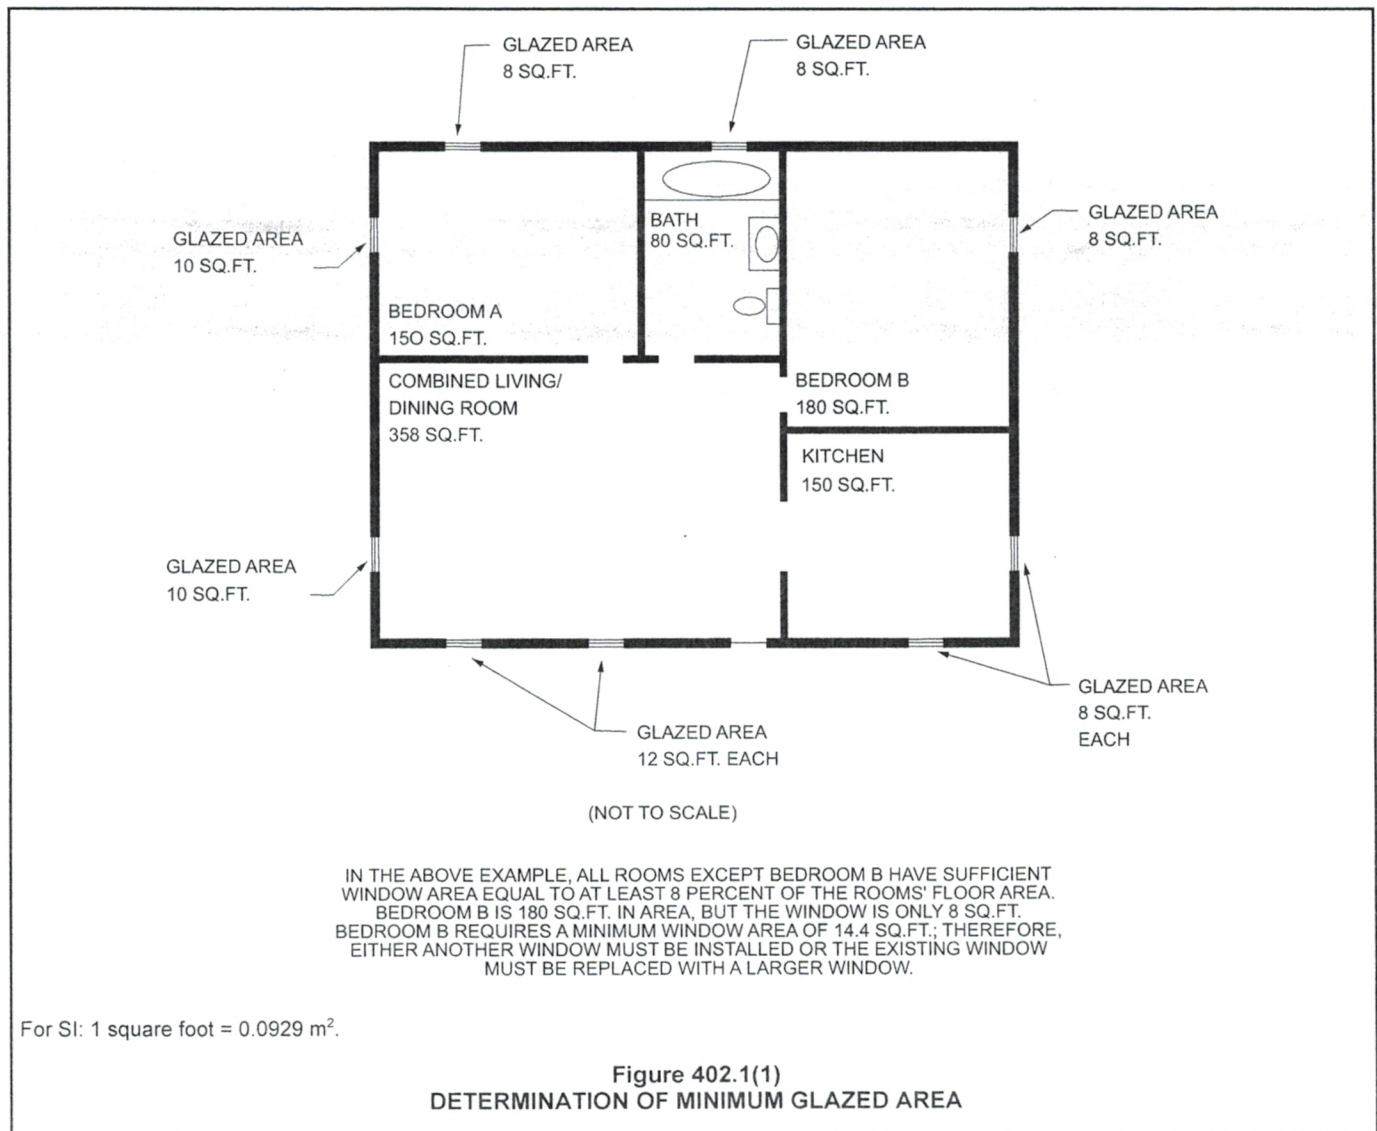 GLAZED AREA
8 SQ.FT.
GLAZED AREA
8 SQ.FT.
GLAZED AREA
10 SQ.FT.
BATH
80 SQ.FT.
GLAZED AREA
8 SQ.FT.
BEDROOM A
150 SQ.FT.
COMBINED LIVING/
DINING ROOM
358 SQ.FT.
BEDROOM B
180 SQ.FT.
KITCHEN
150 SQ.FT.
GLAZED AREA
10 SQ.FT.
GLAZED AREA
12 SQ.FT. EACH
GLAZED AREA
8 SQ.FT.
EACH
(NOT TO SCALE)
IN THE ABOVE EXAMPLE, ALL ROOMS EXCEPT BEDROOM B HAVE SUFFICIENT
WINDOW AREA EQUAL TO AT LEAST 8 PERCENT OF THE ROOMS' FLOOR AREA.
BEDROOM B IS 180 SQ.FT. IN AREA, BUT THE WINDOW IS ONLY 8 SQ.FT.
BEDROOM B REQUIRES A MINIMUM WINDOW AREA OF 14.4 SQ.FT.; THEREFORE,
EITHER ANOTHER WINDOW MUST BE INSTALLED OR THE EXISTING WINDOW
MUST BE REPLACED WITH A LARGER WINDOW.
For SI: 1 square foot = 0.0929 m².
Figure 402.1(1)
DETERMINATION OF MINIMUM GLAZED AREA